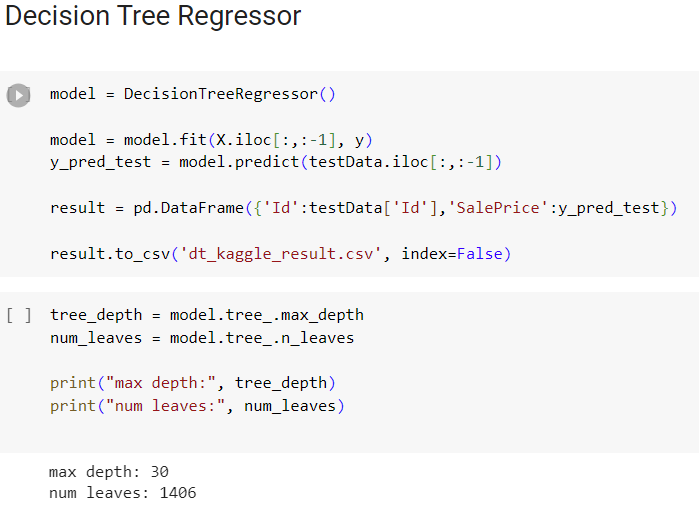 Decision Tree Regressor
model = DecisionTreeRegressor()
model = model.fit(X.iloc[:,:-1], y)
y_pred_test = model.predict(testData.iloc[:,:-1])
result = pd.DataFrame({'Id':testData['Id'],'SalePrice':y_pred_test})
result.to_csv('dt_kaggle_result.csv', index=False)
[ ] tree_depth = model.tree_.max_depth
num_leaves = model.tree_.n_leaves
print("max depth:", tree_depth)
print("num leaves:", num_leaves)
max depth: 30
num leaves: 1406